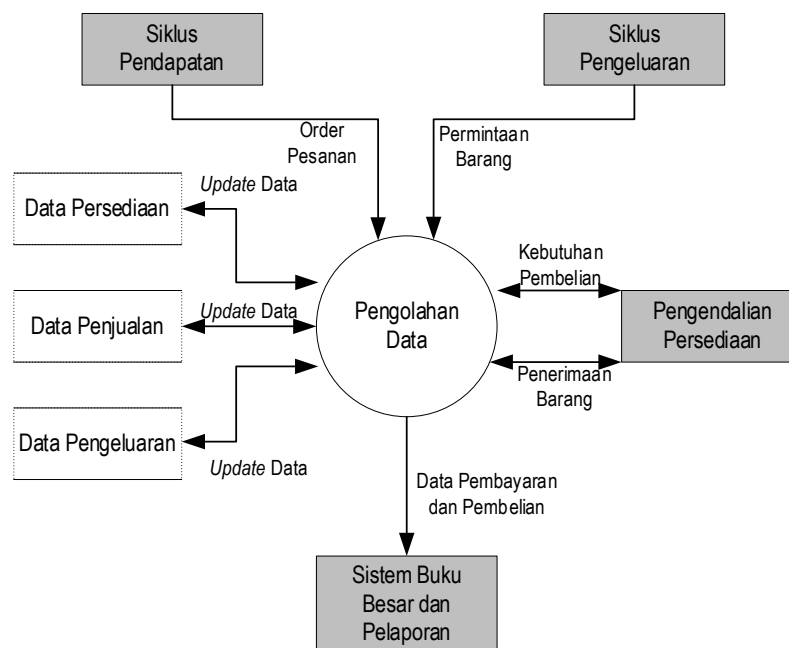 Siklus
Pendapatan
Siklus
Pengeluaran
Order
Pesanan
Permintaan
Barang
Update Data
Data Persediaan
Kebutuhan
Pembelian
Data Penjualan
Update Data
Pengolahan
Data
Pengendalian
Persediaan
Penerimaan
Barang
Data Pengeluaran
Update Data
Data Pembayaran
dan Pembelian
Sistem Buku
Besar dan
Pelaporan